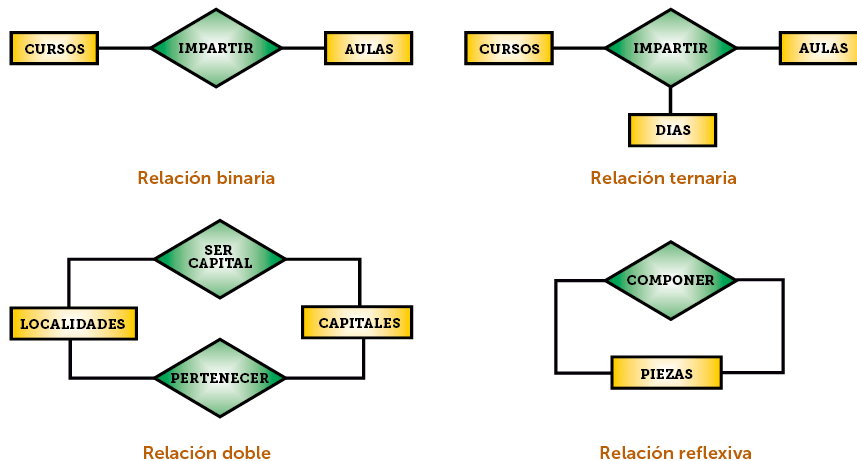 CURSOS IMPARTIR AULAS
CURSOS IMPARTIR AULAS
DIAS
Relación binaria
Relación ternaria
SER
CAPITAL
LOCALIDADES
CAPITALES
PERTENECER
COMPONER
PIEZAS
Relación doble
Relación reflexiva